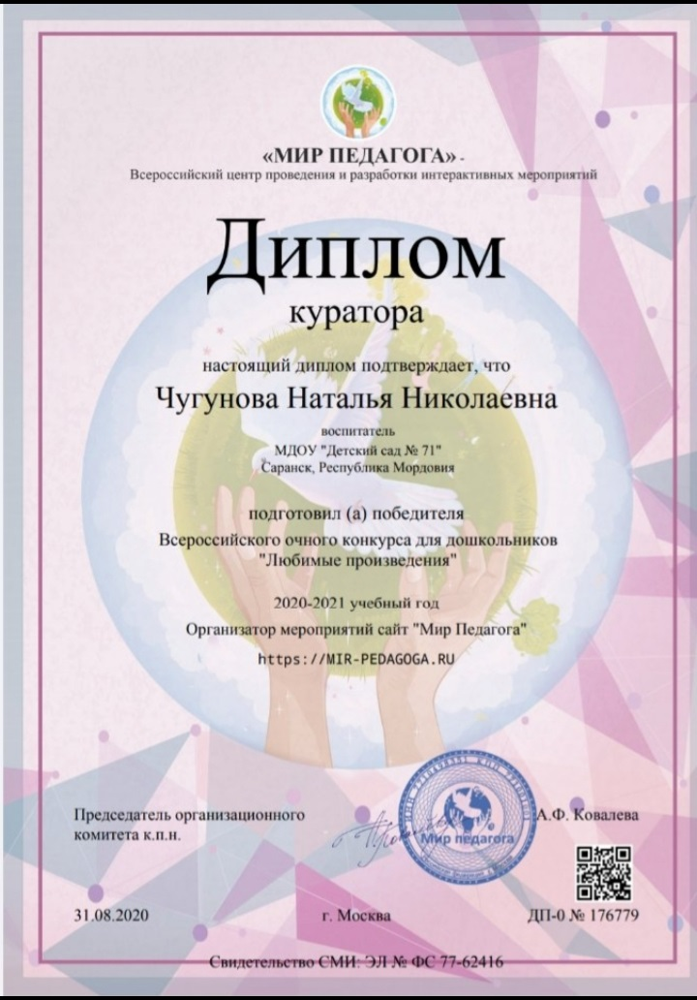 «МИР ПЕДАГОГА» -
Всероссийский центр проведения и разработки интерактивных мероприятий
Диплом
куратора
настоящий диплом подтверждает, что
Чугунова Наталья Николаевна
воспитатель
МДОУ "Детский сад № 71"
Саранск, Республика Мордовия
подготовил (а) победителя
Всероссийского очного конкурса для дошкольников
"Любимые произведения"
2020-2021 учебный год
Организатор мероприятий сайт "Мир Педагога"
https://MIR-PEDAGOGA.RU
Председатель организационного
комитета к.п.н.
Мир педагога
А.Ф. Ковалева
31.08.2020
г. Москва
ДП-0 № 176779
Свидетельство СМИ: ЭЛ № ФС 77-62416